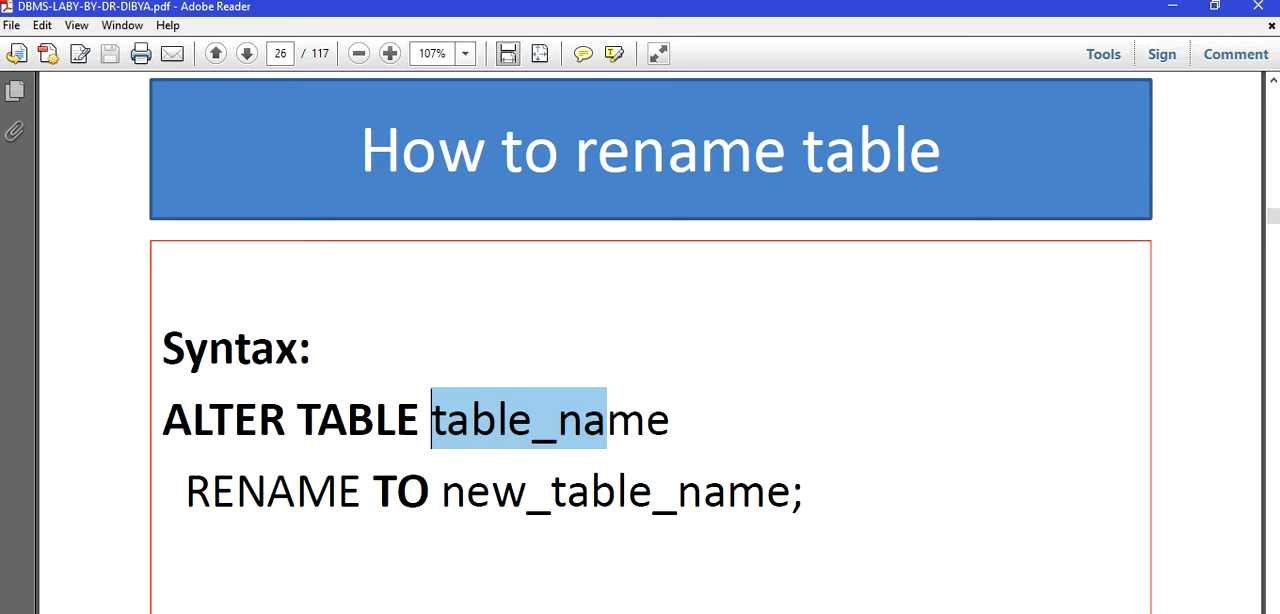 DBMS-LABY-BY-DR-DIBYA.pdf - Adobe Reader
File Edit View Window Help
26 / 117 107% Tools Sign Comment
How to rename table
Syntax:
ALTER TABLE table_name
RENAME TO new_table_name;